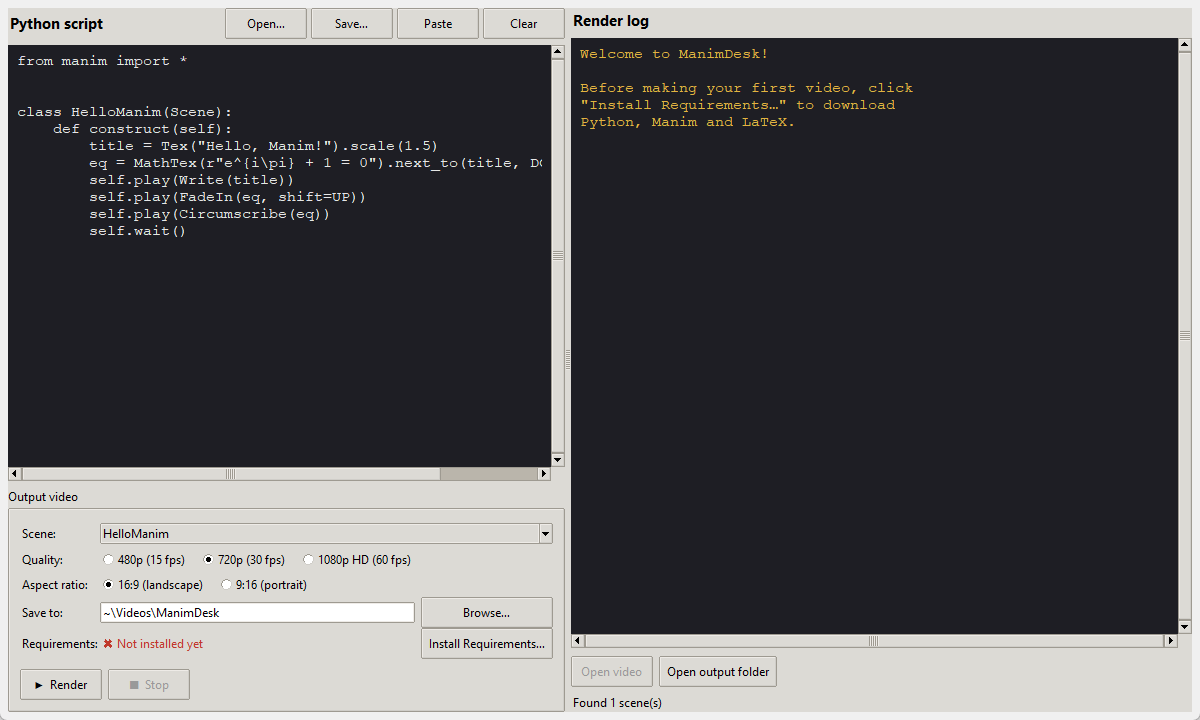 Python script
Open...
Save...
Paste
Clear
from manim import *
class HelloManim(Scene):
def construct(self):
title = Tex("Hello, Manim!").scale(1.5)
eq = MathTex(r"e^{i\pi} + 1 = 0").next_to(title, DO
self.play(Write(title))
self.play(FadeIn(eq, shift=UP))
self.play(Circumscribe(eq))
self.wait()
Output video
Scene:
HelloManim
Quality:
480p (15 fps)
720p (30 fps)
1080p HD (60 fps)
Aspect ratio:
16:9 (landscape)
9:16 (portrait)
Save to:
~\Videos\ManimDesk
Browse...
Requirements:
✖ Not installed yet
Install Requirements...
► Render
■ Stop
Render log
Welcome to ManimDesk!
Before making your first video, click
"Install Requirements…" to download
Python, Manim and LaTeX.
Open video
Open output folder
Found 1 scene(s)